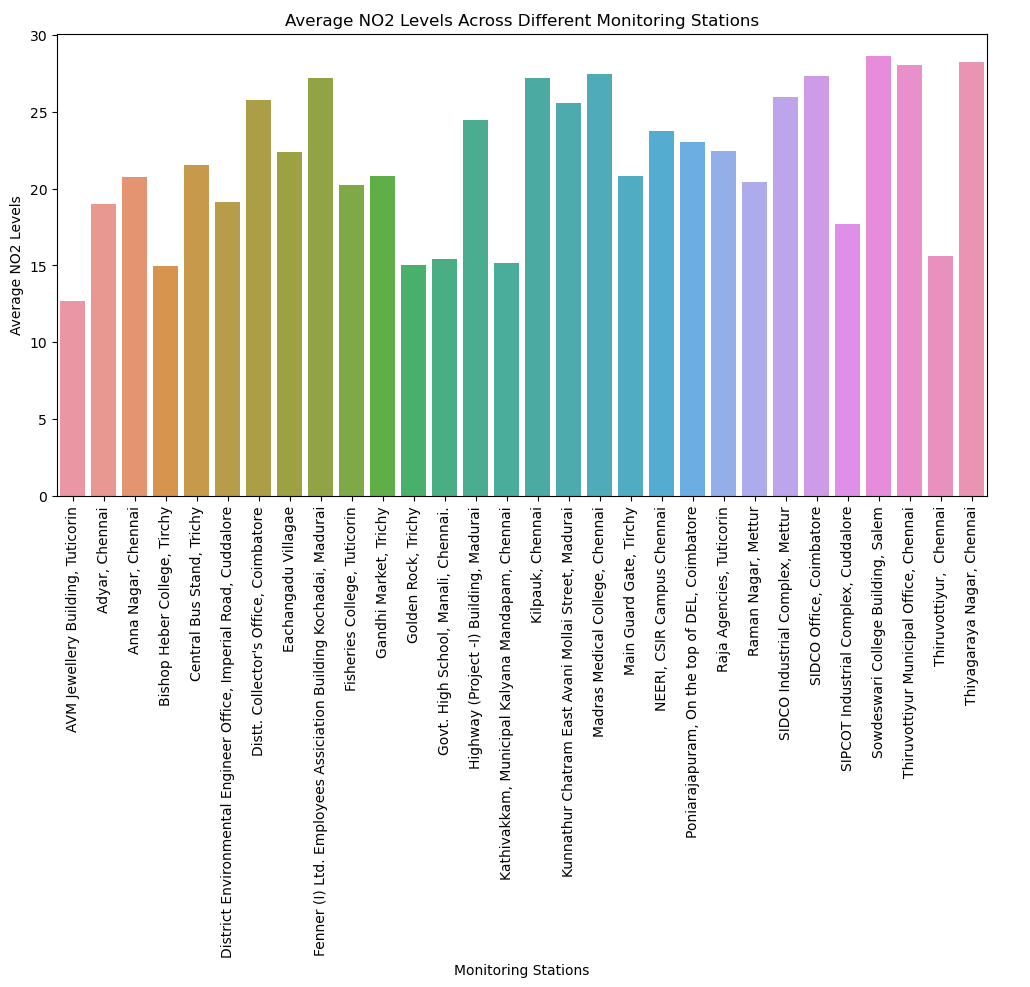 Average NO2 Levels Across Different Monitoring Stations
Average NO2 Levels
30
25
20
15
10
5
0
AVM Jewellery Building, Tuticorin
Adyar, Chennai
Anna Nagar, Chennai
Bishop Heber College, Tirchy
Central Bus Stand, Trichy
District Environmental Engineer Office, Imperial Road, Cuddalore
Distt. Collector's Office, Coimbatore
Eachangadu Villagae
Fenner (I) Ltd. Employees Assiciation Building Kochadai, Madurai
Fisheries College, Tuticorin
Gandhi Market, Trichy
Golden Rock, Trichy
Govt. High School, Manali, Chennai.
Highway (Project -I) Building, Madurai
Kathivakkam, Municipal Kalyana Mandapam, Chennai
Kilpauk, Chennai
Kunnathur Chatram East Avani Mollai Street, Madurai
Madras Medical College, Chennai
Main Guard Gate, Tirchy
NEERI, CSIR Campus Chennai
Poniarajapuram, On the top of DEL, Coimbatore
Raja Agencies, Tuticorin
Raman Nagar, Mettur
SIDCO Industrial Complex, Mettur
SIDCO Office, Coimbatore
SIPCOT Industrial Complex, Cuddalore
Sowdeswari College Building, Salem
Thiruvottiyur Municipal Office, Chennai
Thiruvottiyur,  Chennai
Thiyagaraya Nagar, Chennai
Monitoring Stations